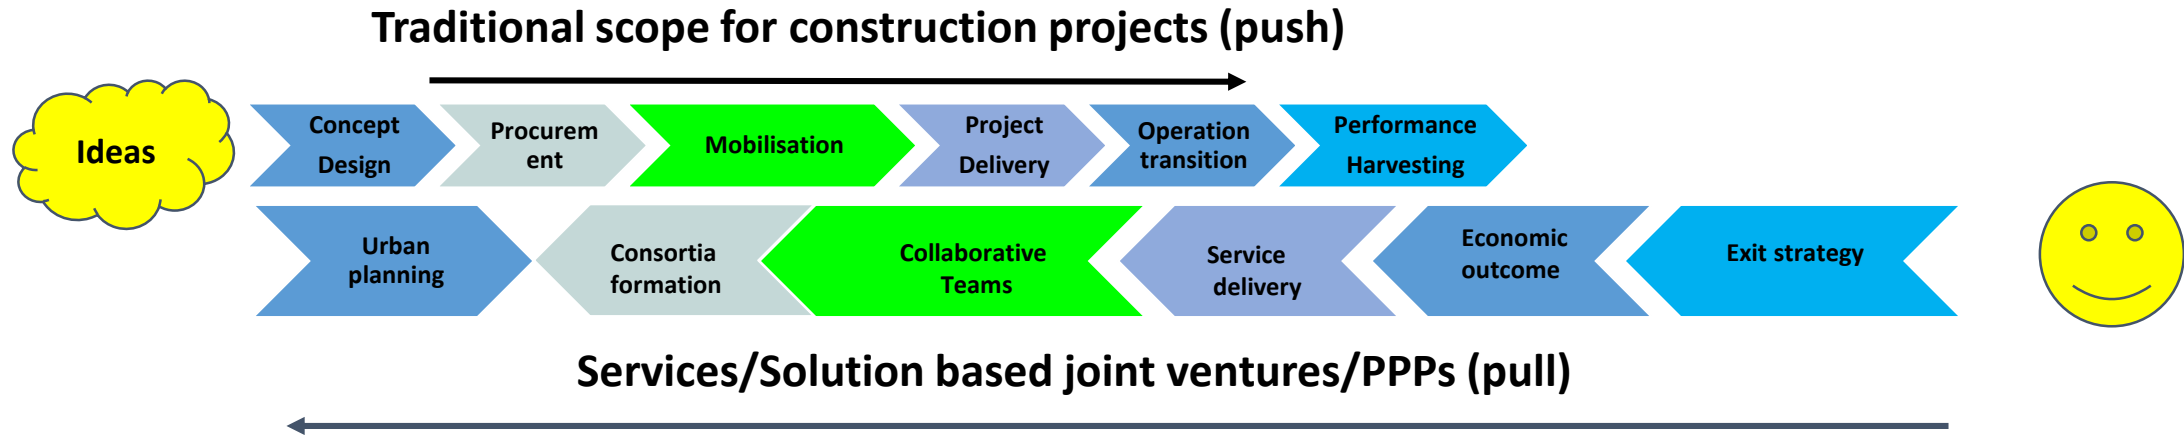 Traditional scope for construction projects (push)
Ideas
Concept
Design
Procurem
ent
Mobilisation
Project
Delivery
Operation
transition
Performance
Harvesting
Urban
planning
Consortia
formation
Collaborative
Teams
Service
delivery
Economic
outcome
Exit strategy
Services/Solution based joint ventures/PPPs (pull)